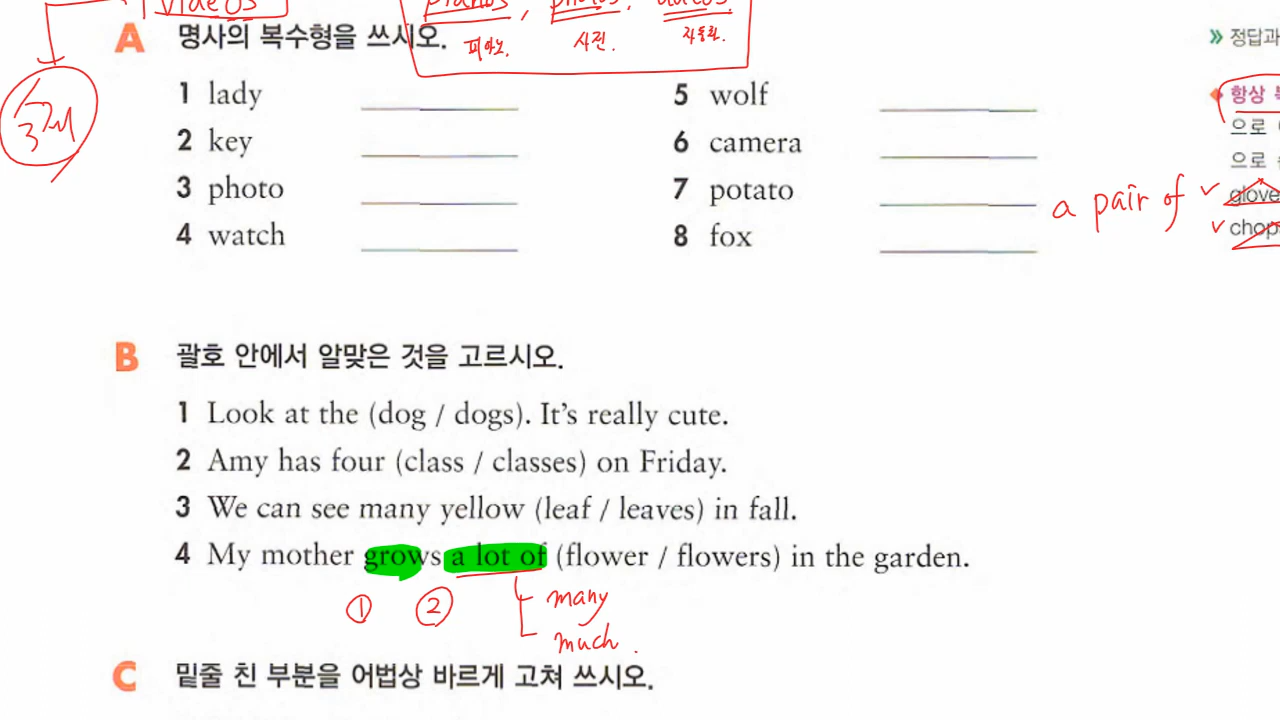 videos
pianos, photos, autos.
피아노. 사진. 자동차.
A 명사의 복수형을 쓰시오.
» 정답과
3개
1 lady
2 key
3 photo
4 watch
5 wolf
6 camera
7 potato
8 fox
항상
으로
으로
a pair of
B 괄호 안에서 알맞은 것을 고르시오.
1 Look at the (dog / dogs). It's really cute.
2 Amy has four (class / classes) on Friday.
3 We can see many yellow (leaf / leaves) in fall.
4 My mother grows a lot of (flower / flowers) in the garden.
① ② many
much.
C 밑줄 친 부분을 어법상 바르게 고쳐 쓰시오.